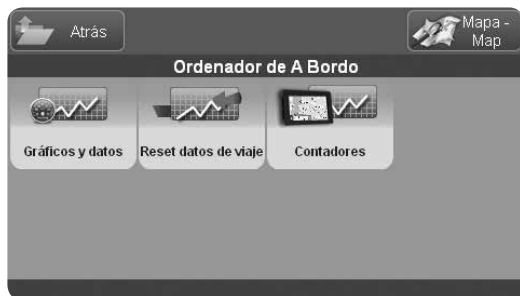 Atrás
Mapa -
Map
Ordenador de A Bordo
Gráficos y datos
Reset datos de viaje
Contadores